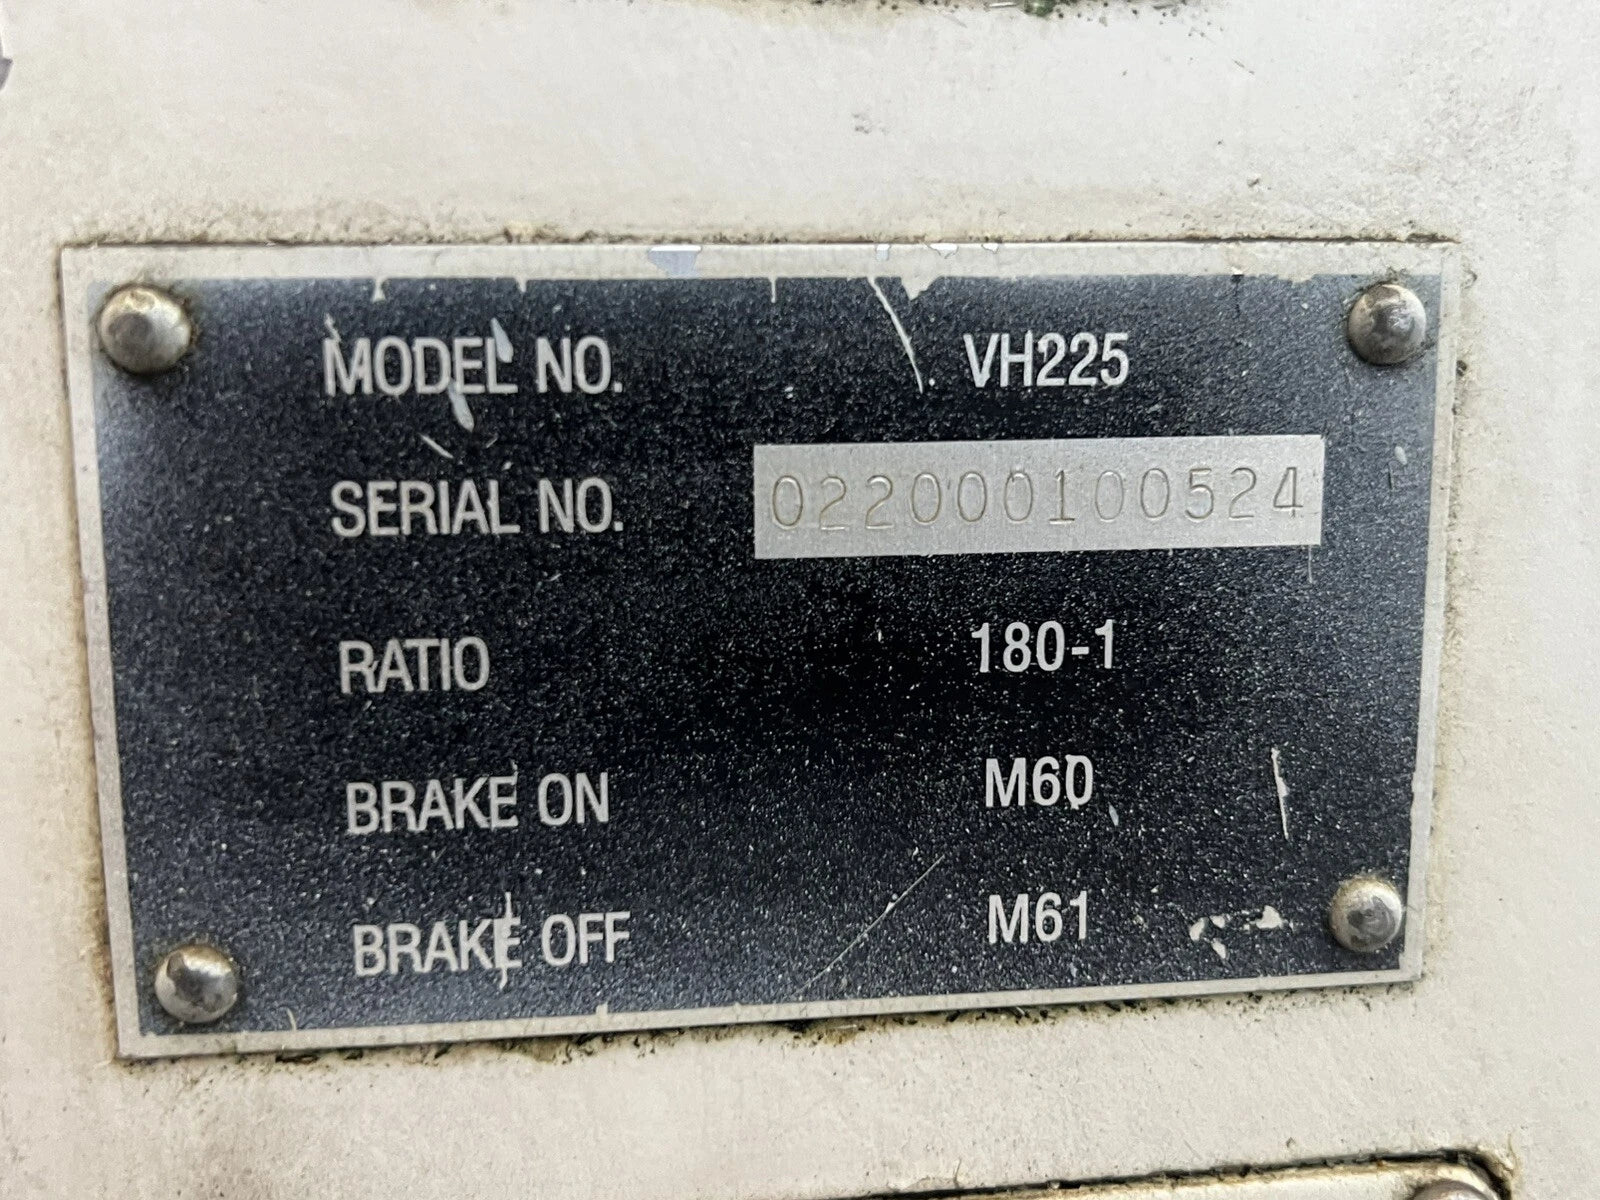 MODEL NO. VH225
SERIAL NO. 022000100524
RATIO 180-1
BRAKE ON M60
BRAKE OFF M61